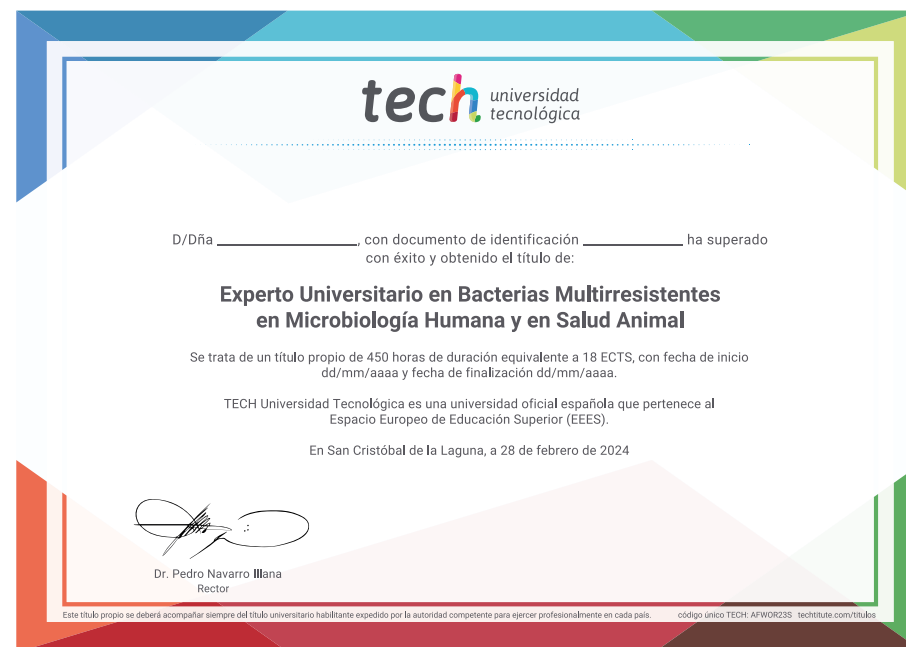 tech universidad
tecnológica
D/Dña ____________________, con documento de identificación ______________ ha superado
con éxito y obtenido el título de:
Experto Universitario en Bacterias Multirresistentes
en Microbiología Humana y en Salud Animal
Se trata de un título propio de 450 horas de duración equivalente a 18 ECTS, con fecha de inicio
dd/mm/aaaa y fecha de finalización dd/mm/aaaa.
TECH Universidad Tecnológica es una universidad oficial española que pertenece al
Espacio Europeo de Educación Superior (EEES).
En San Cristóbal de la Laguna, a 28 de febrero de 2024
Dr. Pedro Navarro Illana
Rector
Este título propio se deberá acompañar siempre del título universitario habilitante expedido por la autoridad competente para ejercer profesionalmente en cada país. código único TECH: AFWOR23S techtitute.com/titulos